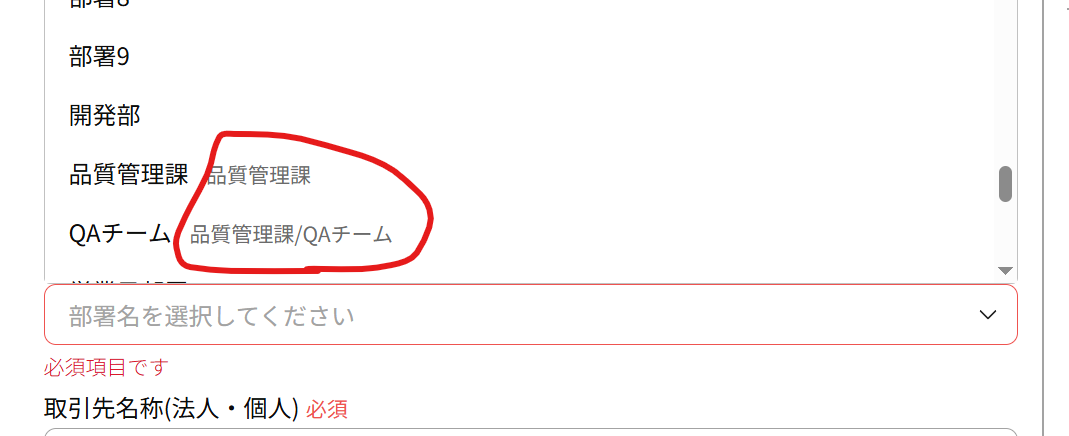 部署8
部署9
開発部
品質管理課 品質管理課
QAチーム 品質管理課/QAチーム
部署名を選択してください
必須項目です
取引先名称(法人・個人) 必須